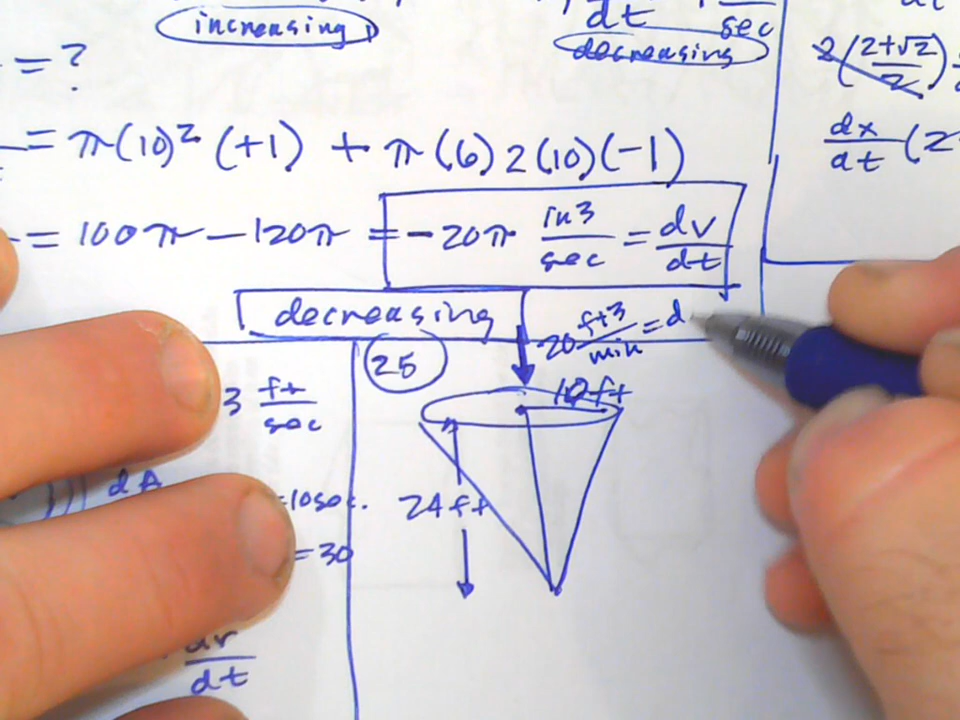 increasing
dt
sec
decreasing
= ?
2(2+√2/2)
dx/dt (2
= π(10)² (+1) + π(6) 2(10)(-1)
= 100π - 120π = -20π in3/sec = dv/dt
decreasing
20 ft3/min = d
25
10ft
3 ft/sec
dA
=10sec.
24ft
=30
dr/dt